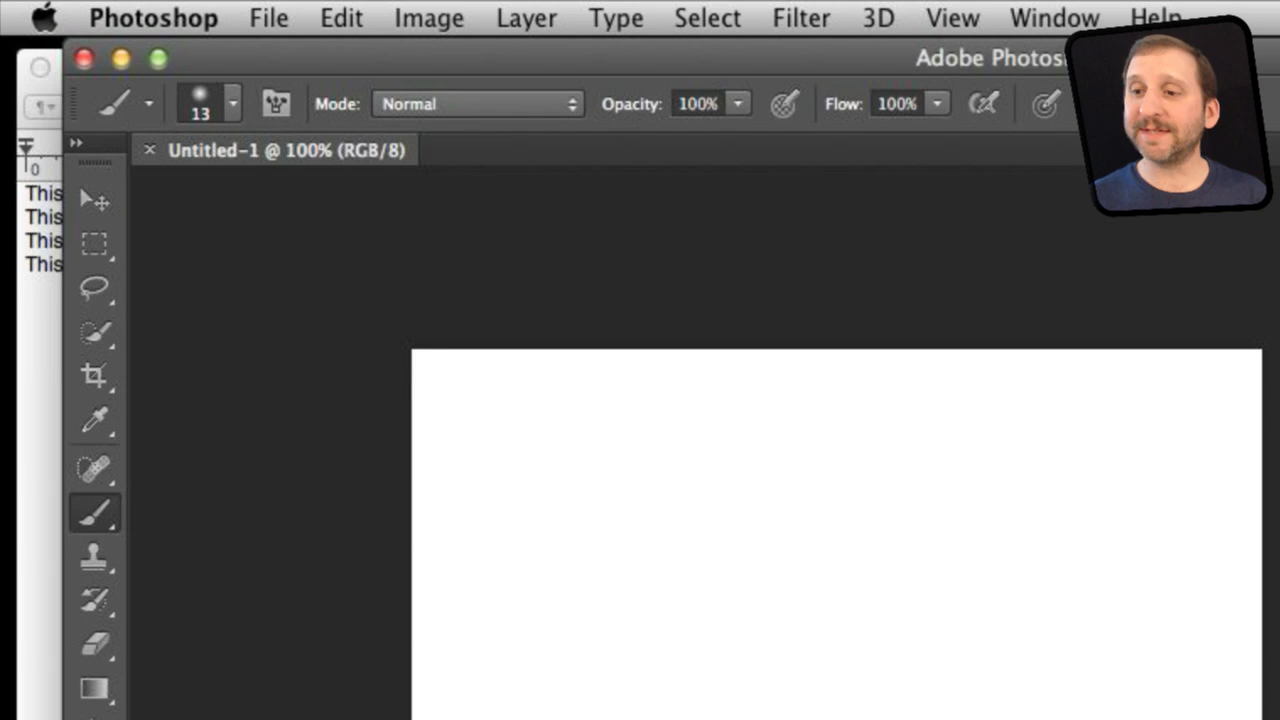 Photoshop File Edit Image Layer Type Select Filter 3D View Window Help
Adobe Photos
13 Mode: Normal Opacity: 100% Flow: 100%
Untitled-1 @ 100% (RGB/8)
0
This
This
This
This